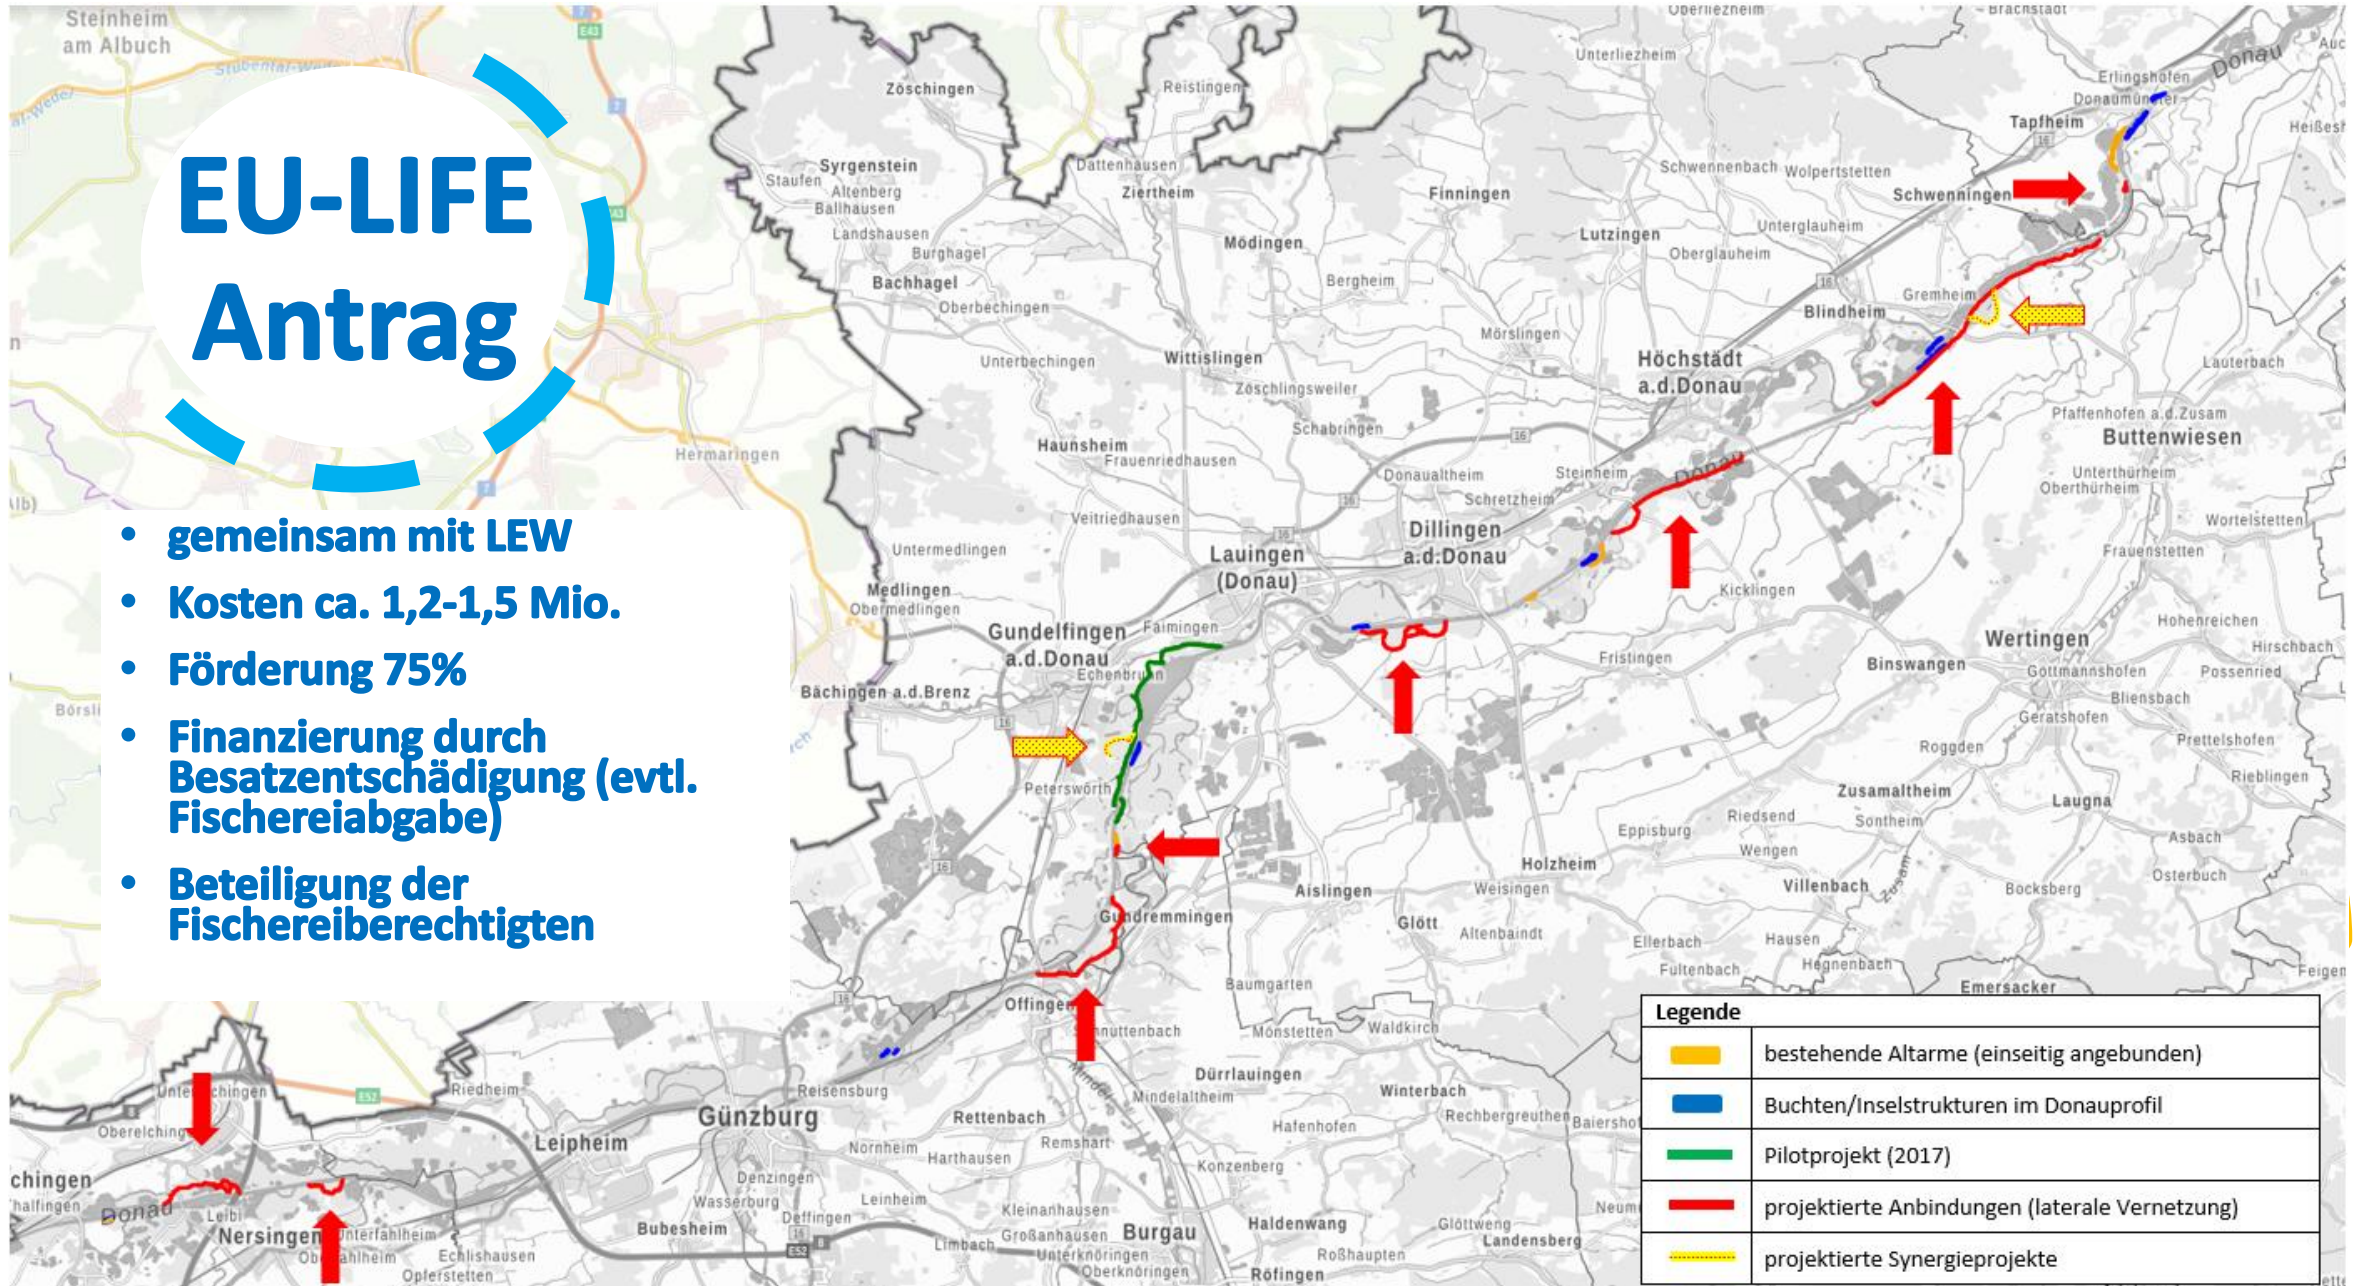 EU-LIFE
Antrag
• gemeinsam mit LEW
• Kosten ca. 1,2-1,5 Mio.
• Förderung 75%
• Finanzierung durch
Besatzentschädigung (evtl.
Fischereiabgabe)
• Beteiligung der
Fischereiberechtigten
Steinheim
am Albuch
Hermaringen
Zöschingen
Reistingen
Oberliezheim
Unterliezheim
Brachstadt
Erlingshofen
Donau
Donaumünster
Tapfheim
Syrgenstein
Staufen
Altenberg
Ballhausen
Dattenhausen
Ziertheim
Finningen
Schwennenbach
Wolpertstetten
Schwenningen
Landshausen
Burghagel
Mödingen
Lutzingen
Unterglauheim
Oberglauheim
Bachhagel
Oberbechingen
Bergheim
Gremheim
Blindheim
Unterbechingen
Wittislingen
Mörslingen
Höchstädt
a.d.Donau
Zöschlingsweiler
Lauterbach
Schabringen
Pfaffenhofen a.d.Zusam
Buttenwiesen
Haunsheim
Frauenriedhausen
Donaualtheim
Steinheim
Donau
Unterthürheim
Oberthürheim
Schretzheim
Veitriedhausen
Dillingen
a.d.Donau
Wortelstetten
Untermedlingen
Lauingen
(Donau)
Frauenstetten
Medlingen
Obermedlingen
Kicklingen
Gundelfingen
a.d.Donau
Faimingen
Hohenreichen
Wertingen
Hirschbach
Echenbrunn
Fristingen
Binswangen
Gottmannshofen
Possenried
Bächingen a.d.Brenz
Bliensbach
Geratshofen
Roggden
Prettelshofen
Rieblingen
Peterswörth
Zusamaltheim
Laugna
Riedsend
Sontheim
Eppisburg
Asbach
Wengen
Holzheim
Aislingen
Weisingen
Villenbach
Zusam
Bocksberg
Osterbuch
Gundremmingen
Glött
Altenbaindt
Ellerbach
Hausen
Hegnenbach
Fultenbach
Baumgarten
Emersacker
Offingen
Mönstetten
Waldkirch
Riedheim
Reisensburg
Dürrlauingen
Winterbach
Mindel
Mindelaltheim
Günzburg
Rettenbach
Rechbergreuthen
Leipheim
Remshart
Hafenhofen
Nornheim
Harthausen
Konzenberg
Denzingen
Wasserburg
Leinheim
Deffingen
Kleinanhausen
Donau
Leibi
Nersingen
Bubesheim
Großanhausen
Burgau
Haldenwang
Glöttweng
Landensberg
Limbach
Unterknöringen
Oberknöringen
Echlishausen
Opferstetten
Roßhaupten
Röfingen
Legende
bestehende Altarme (einseitig angebunden)
Buchten/Inselstrukturen im Donauprofil
Pilotprojekt (2017)
projektierte Anbindungen (laterale Vernetzung)
projektierte Synergieprojekte